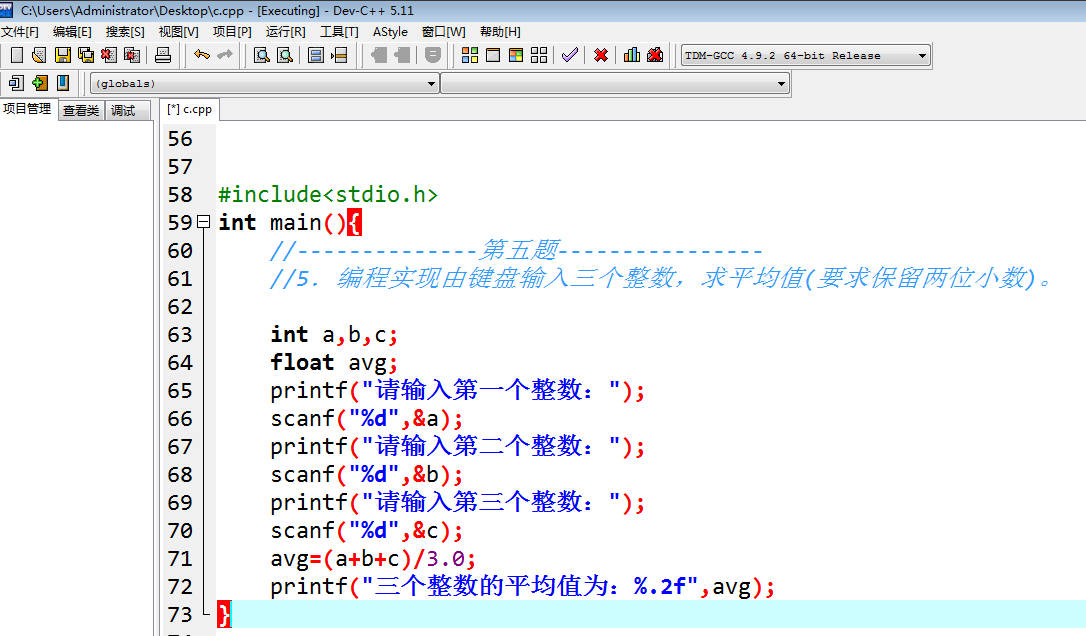 C:\Users\Administrator\Desktop\c.cpp - [Executing] - Dev-C++ 5.11
文件[F] 编辑[E] 搜索[S] 视图[V] 项目[P] 运行[R] 工具[T] AStyle 窗口[W] 帮助[H]
TDM-GCC 4.9.2 64-bit Release
(globals)
项目管理 查看类 调试 [*] c.cpp
56
57
58 #include<stdio.h>
59 int main(){
60 //--------------第五题----------------
61 //5. 编程实现由键盘输入三个整数，求平均值(要求保留两位小数)。
62
63 int a,b,c;
64 float avg;
65 printf("请输入第一个整数：");
66 scanf("%d",&a);
67 printf("请输入第二个整数：");
68 scanf("%d",&b);
69 printf("请输入第三个整数：");
70 scanf("%d",&c);
71 avg=(a+b+c)/3.0;
72 printf("三个整数的平均值为：%.2f",avg);
73 }